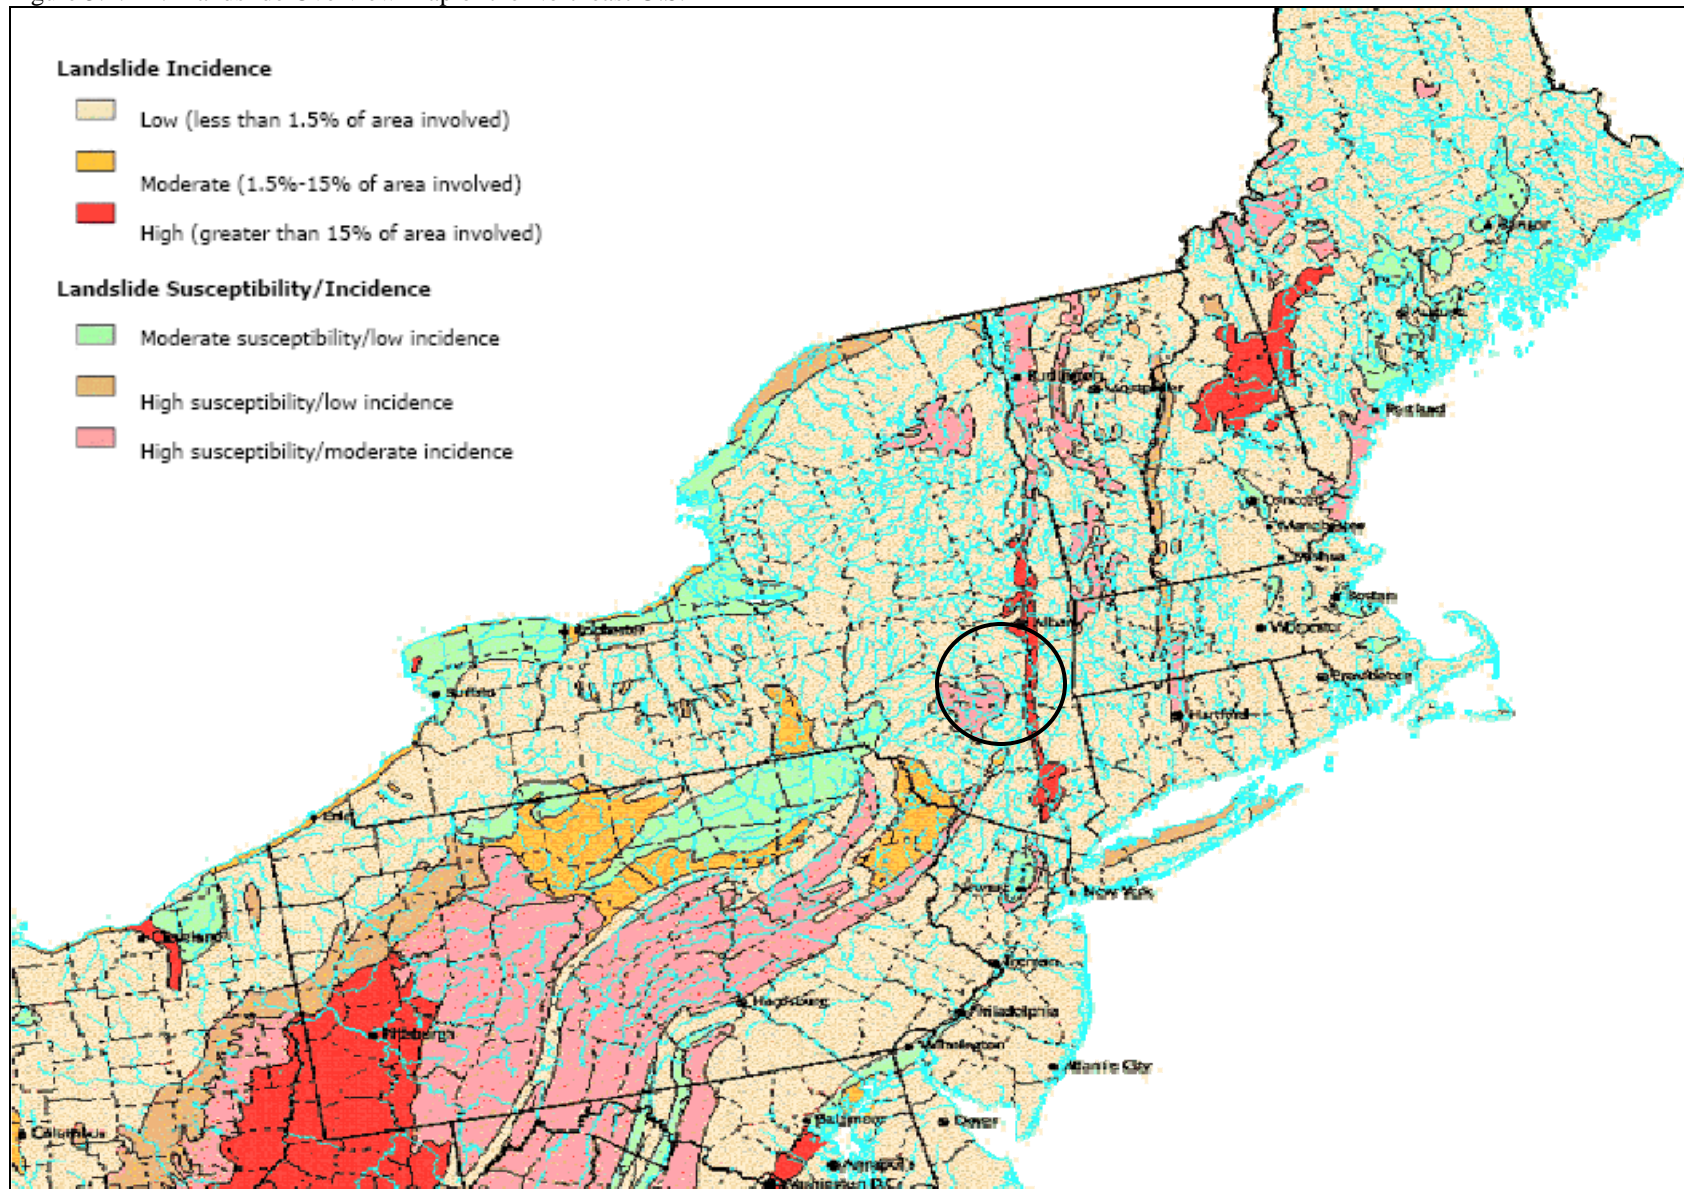 Landslide Incidence
Low (less than 1.5% of area involved)
Moderate (1.5%-15% of area involved)
High (greater than 15% of area involved)
Landslide Susceptibility/Incidence
Moderate susceptibility/low incidence
High susceptibility/low incidence
High susceptibility/moderate incidence
Bangor
Augusta
Burlington
Montpelier
Portland
Concord
Manchester
Nashua
Boston
Rochester
Albany
Worcester
Buffalo
Providence
Hartford
Erie
Newark
New York
Cleveland
Trenton
Harrisburg
Philadelphia
Pittsburgh
Wilmington
Atlantic City
Columbus
Baltimore
Dover
Annapolis
Washington D.C.